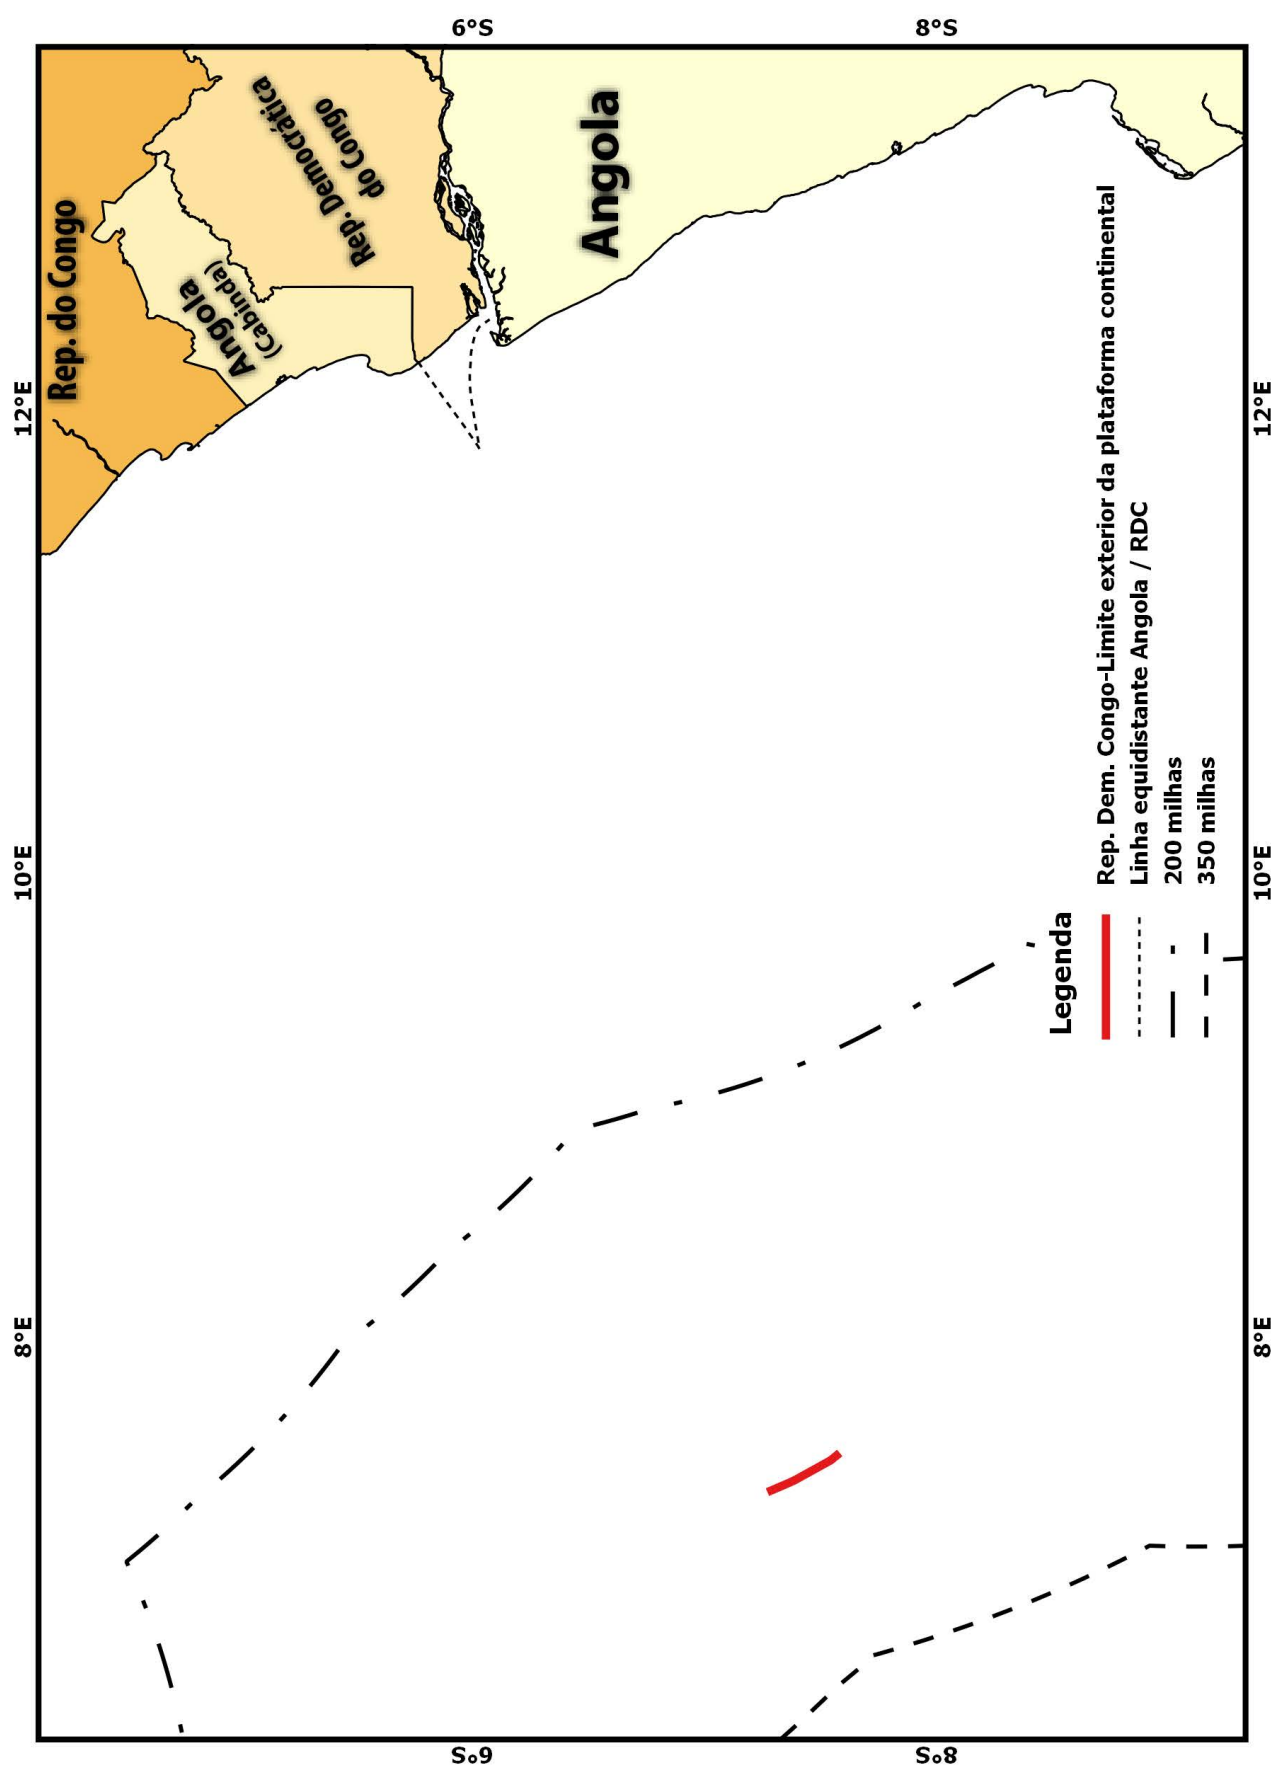 6°S
8°S
Rep. do Congo
Rep. Democrática
do Congo
Angola
(Cabinda)
Angola
12°E
12°E
10°E
10°E
8°E
8°E
Legenda
Rep. Dem. Congo-Limite exterior da plataforma continental
Linha equidistante Angola / RDC
200 milhas
350 milhas
6°S
8°S